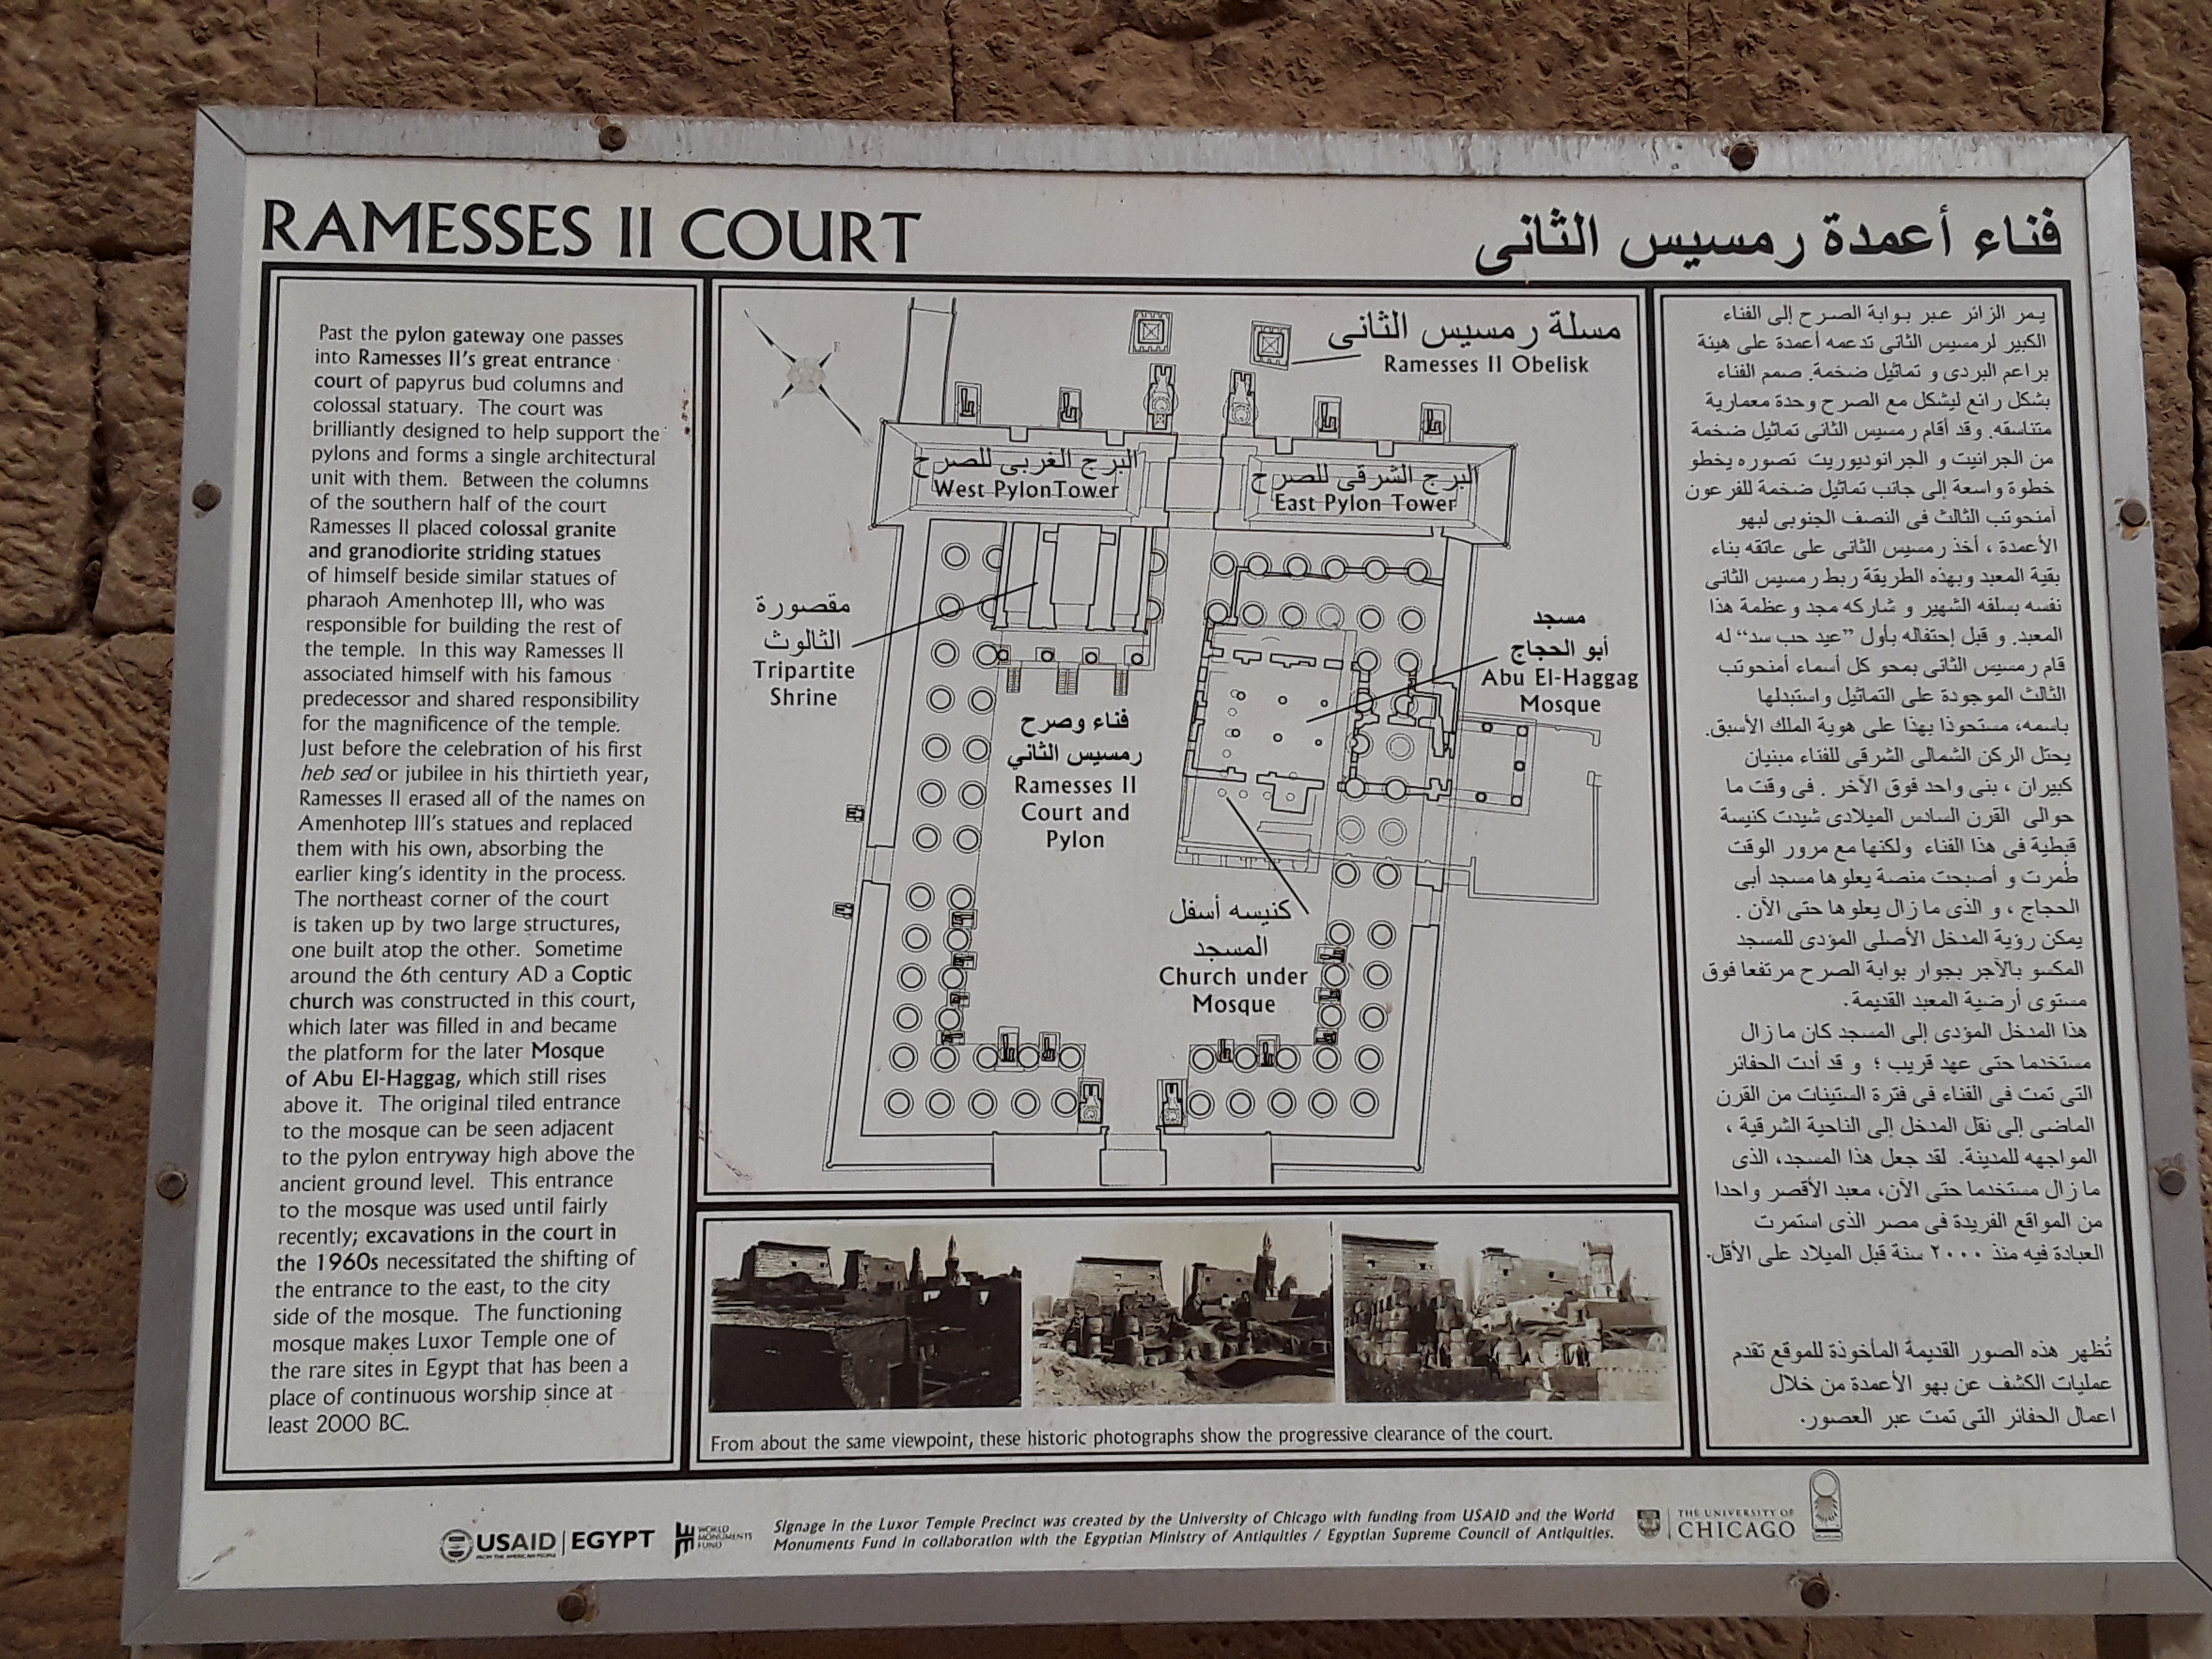 RAMESSES II COURT
فناء أعمدة رمسيس الثانى
Past the pylon gateway one passes
into Ramesses II's great entrance
court of papyrus bud columns and
colossal statuary. The court was
brilliantly designed to help support the
pylons and forms a single architectural
unit with them. Between the columns
of the southern half of the court
Ramesses II placed colossal granite
and granodiorite striding statues
of himself beside similar statues of
pharaoh Amenhotep III, who was
responsible for building the rest of
the temple. In this way Ramesses II
associated himself with his famous
predecessor and shared responsibility
for the magnificence of the temple.
Just before the celebration of his first
heb sed or jubilee in his thirtieth year,
Ramesses II erased all of the names on
Amenhotep III's statues and replaced
them with his own, absorbing the
earlier king's identity in the process.
The northeast corner of the court
is taken up by two large structures,
one built atop the other. Sometime
around the 6th century AD a Coptic
church was constructed in this court,
which later was filled in and became
the platform for the later Mosque
of Abu El-Haggag, which still rises
above it. The original tiled entrance
to the mosque can be seen adjacent
to the pylon entryway high above the
ancient ground level. This entrance
to the mosque was used until fairly
recently; excavations in the court in
the 1960s necessitated the shifting of
the entrance to the east, to the city
side of the mosque. The functioning
mosque makes Luxor Temple one of
the rare sites in Egypt that has been a
place of continuous worship since at
least 2000 BC.
مسلة رمسيس الثانى
Ramesses II Obelisk
البرج الغربى للصرح
West Pylon Tower
البرج الشرقى للصرح
East Pylon Tower
مقصورة
الثالوث
Tripartite
Shrine
مسجد
أبو الحجاج
Abu El-Haggag
Mosque
فناء وصرح
رمسيس الثاني
Ramesses II
Court and
Pylon
كنيسه أسفل
المسجد
Church under
Mosque
From about the same viewpoint, these historic photographs show the progressive clearance of the court.
يمر الزائر عبر بوابة الصرح إلى الفناء
الكبير لرمسيس الثانى تدعمه أعمدة على هيئة
براعم البردى و تماثيل ضخمة. صمم الفناء
بشكل رائع ليشكل مع الصرح وحدة معمارية
متناسقه. وقد أقام رمسيس الثانى تماثيل ضخمة
من الجرانيت و الجرانوديوريت تصوره يخطو
خطوة واسعة إلى جانب تماثيل ضخمة للفرعون
أمنحوتب الثالث فى النصف الجنوبى لبهو
الأعمدة ، أخذ رمسيس الثانى على عاتقه بناء
بقية المعبد وبهذه الطريقة ربط رمسيس الثانى
نفسه بسلفه الشهير و شاركه مجد وعظمة هذا
المعبد. و قبل إحتفاله بأول "عيد حب سد" له
قام رمسيس الثانى بمحو كل أسماء أمنحوتب
الثالث الموجودة على التماثيل واستبدلها
باسمه، مستحوذا بهذا على هوية الملك الأسبق.
يحتل الركن الشمالى الشرقى للفناء مبنيان
كبيران ، بنى واحد فوق الآخر . فى وقت ما
حوالى القرن السادس الميلادى شيدت كنيسة
قبطية فى هذا الفناء ولكنها مع مرور الوقت
طُمرت و أصبحت منصة يعلوها مسجد أبى
الحجاج ، و الذى ما زال يعلوها حتى الآن .
يمكن رؤية المدخل الأصلى المؤدى للمسجد
المكسو بالآجر بجوار بوابة الصرح مرتفعا فوق
مستوى أرضية المعبد القديمة.
هذا المدخل المؤدى إلى المسجد كان ما زال
مستخدما حتى عهد قريب ؛ و قد أدت الحفائر
التى تمت فى الفناء فى فترة الستينات من القرن
الماضى إلى نقل المدخل إلى الناحية الشرقية ،
المواجهه للمدينة. لقد جعل هذا المسجد، الذى
ما زال مستخدما حتى الآن، معبد الأقصر واحدا
من المواقع الفريدة فى مصر الذى استمرت
العبادة فيه منذ ٢٠٠٠ سنة قبل الميلاد على الأقل.
تُظهر هذه الصور القديمة المأخوذة للموقع تقدم
عمليات الكشف عن بهو الأعمدة من خلال
اعمال الحفائر التى تمت عبر العصور.
USAID | EGYPT
FROM THE AMERICAN PEOPLE
WORLD
MONUMENTS
FUND
Signage in the Luxor Temple Precinct was created by the University of Chicago with funding from USAID and the World
Monuments Fund in collaboration with the Egyptian Ministry of Antiquities / Egyptian Supreme Council of Antiquities.
THE UNIVERSITY OF
CHICAGO